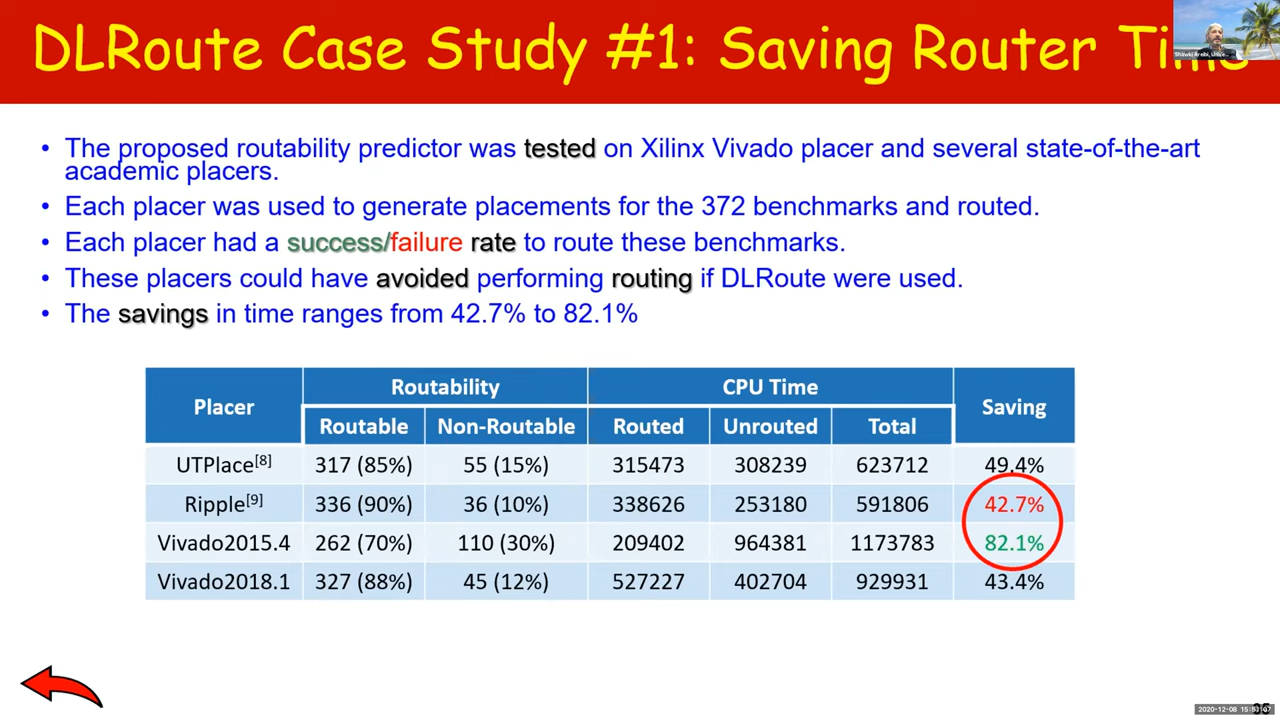 DLRoute Case Study #1: Saving Router Time
• The proposed routability predictor was tested on Xilinx Vivado placer and several state-of-the-art
academic placers.
• Each placer was used to generate placements for the 372 benchmarks and routed.
• Each placer had a success/failure rate to route these benchmarks.
• These placers could have avoided performing routing if DLRoute were used.
• The savings in time ranges from 42.7% to 82.1%
Placer Routability CPU Time Saving
Routable Non-Routable Routed Unrouted Total
UTPlace[8] 317 (85%) 55 (15%) 315473 308239 623712 49.4%
Ripple[9] 336 (90%) 36 (10%) 338626 253180 591806 42.7%
Vivado2015.4 262 (70%) 110 (30%) 209402 964381 1173783 82.1%
Vivado2018.1 327 (88%) 45 (12%) 527227 402704 929931 43.4%